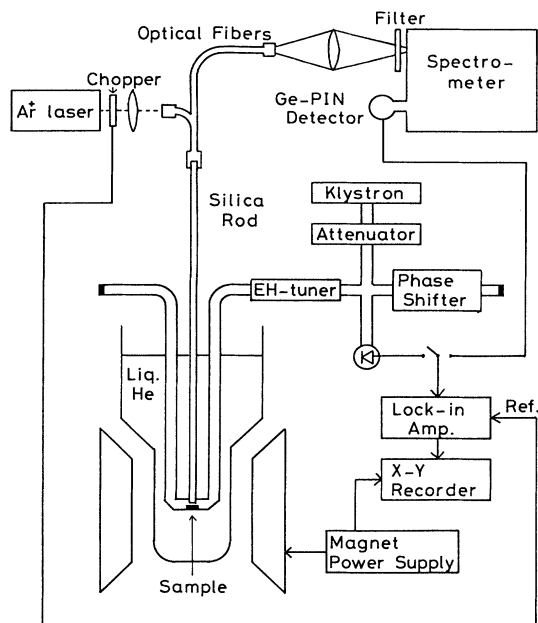 Filter
Optical Fibers
Spectro-
meter
Chopper
Ge-PIN
Detector
Ar+ laser
Klystron
Silica
Rod
Attenuator
EH-tuner
Phase
Shifter
Liq.
He
Lock-in
Amp.
Ref.
X-Y
Recorder
Magnet
Power Supply
Sample